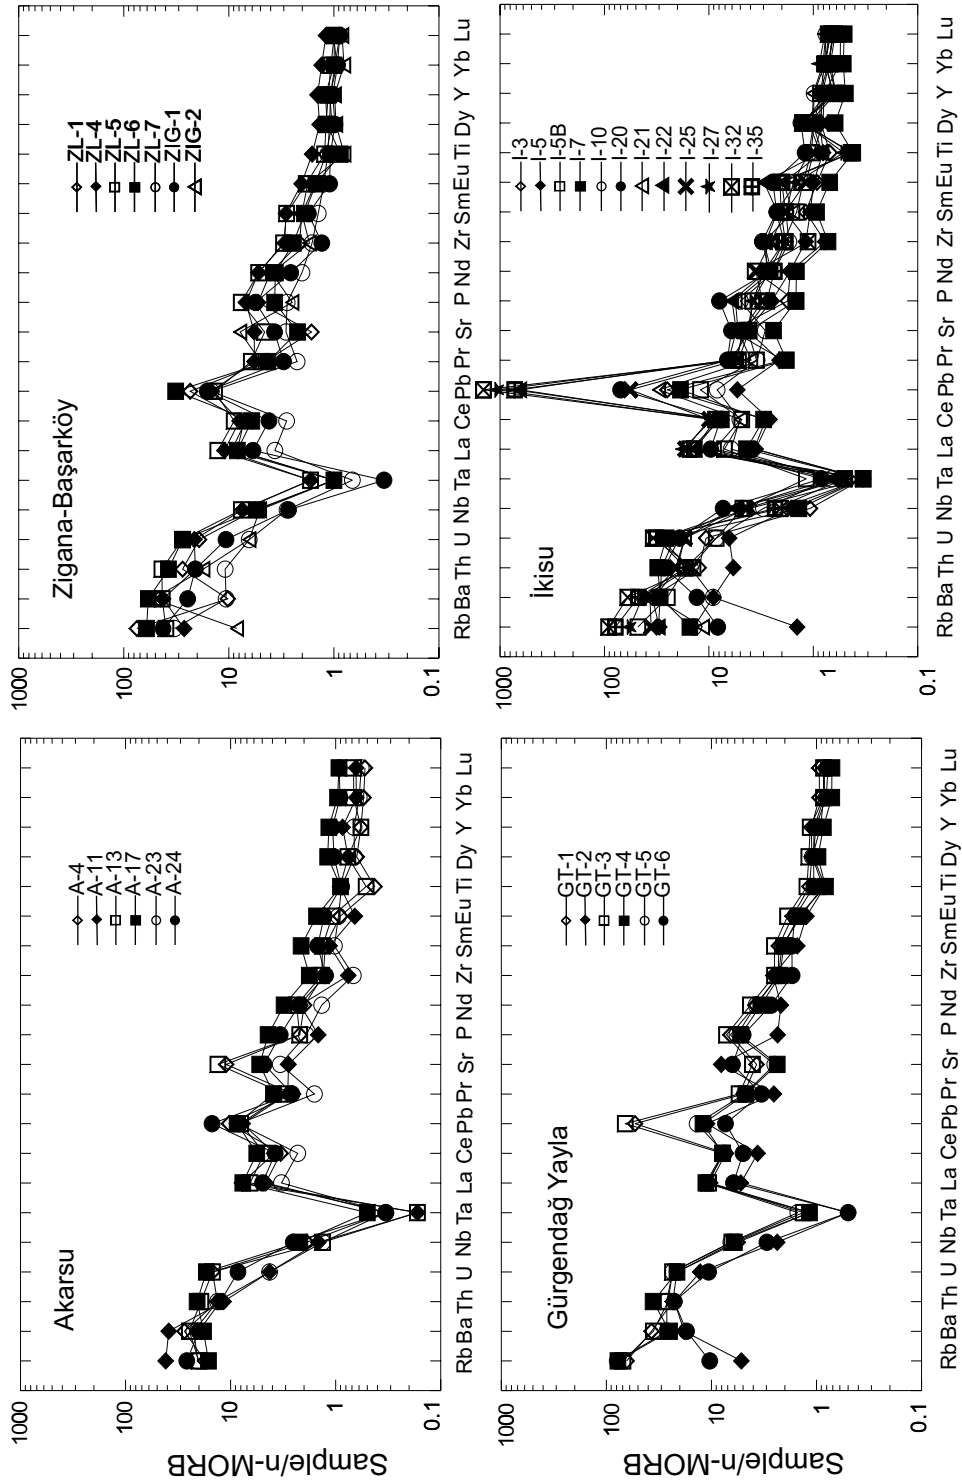 Akarsu
A-4
A-11
A-13
A-17
A-23
A-24
1000
100
10
1
0.1
Sample/n-MORB
Rb Ba Th U Nb Ta La Ce Pb Pr Sr P Nd Zr Sm Eu Ti Dy Y Yb Lu
Zigana-Başarköy
ZL-1
ZL-4
ZL-5
ZL-6
ZL-7
ZIG-1
ZIG-2
1000
100
10
1
0.1
Rb Ba Th U Nb Ta La Ce Pb Pr Sr P Nd Zr Sm Eu Ti Dy Y Yb Lu
Gürgendağ Yayla
GT-1
GT-2
GT-3
GT-4
GT-5
GT-6
1000
100
10
1
0.1
Sample/n-MORB
Rb Ba Th U Nb Ta La Ce Pb Pr Sr P Nd Zr Sm Eu Ti Dy Y Yb Lu
İkisu
I-3
I-5
I-5B
I-7
I-10
I-20
I-21
I-22
I-25
I-27
I-32
I-35
1000
100
10
1
0.1
Rb Ba Th U Nb Ta La Ce Pb Pr Sr P Nd Zr Sm Eu Ti Dy Y Yb Lu